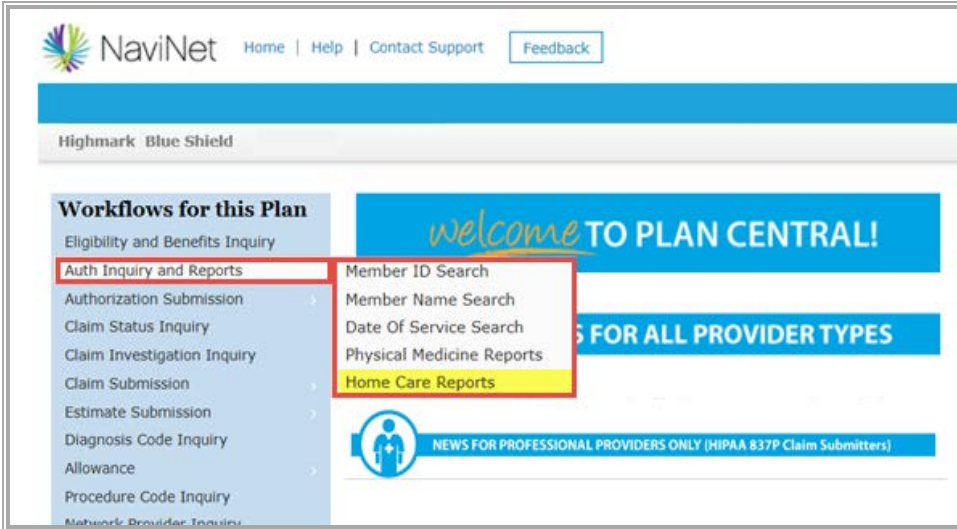 NaviNet Home | Help | Contact Support Feedback
Highmark Blue Shield
Workflows for this Plan
Eligibility and Benefits Inquiry
Auth Inquiry and Reports
Authorization Submission
Claim Status Inquiry
Claim Investigation Inquiry
Claim Submission
Estimate Submission
Diagnosis Code Inquiry
Allowance
Procedure Code Inquiry
Network Provider Inquiry
Member ID Search
Member Name Search
Date Of Service Search
Physical Medicine Reports
Home Care Reports
welcome TO PLAN CENTRAL!
S FOR ALL PROVIDER TYPES
NEWS FOR PROFESSIONAL PROVIDERS ONLY (HIPAA 837P Claim Submitters)